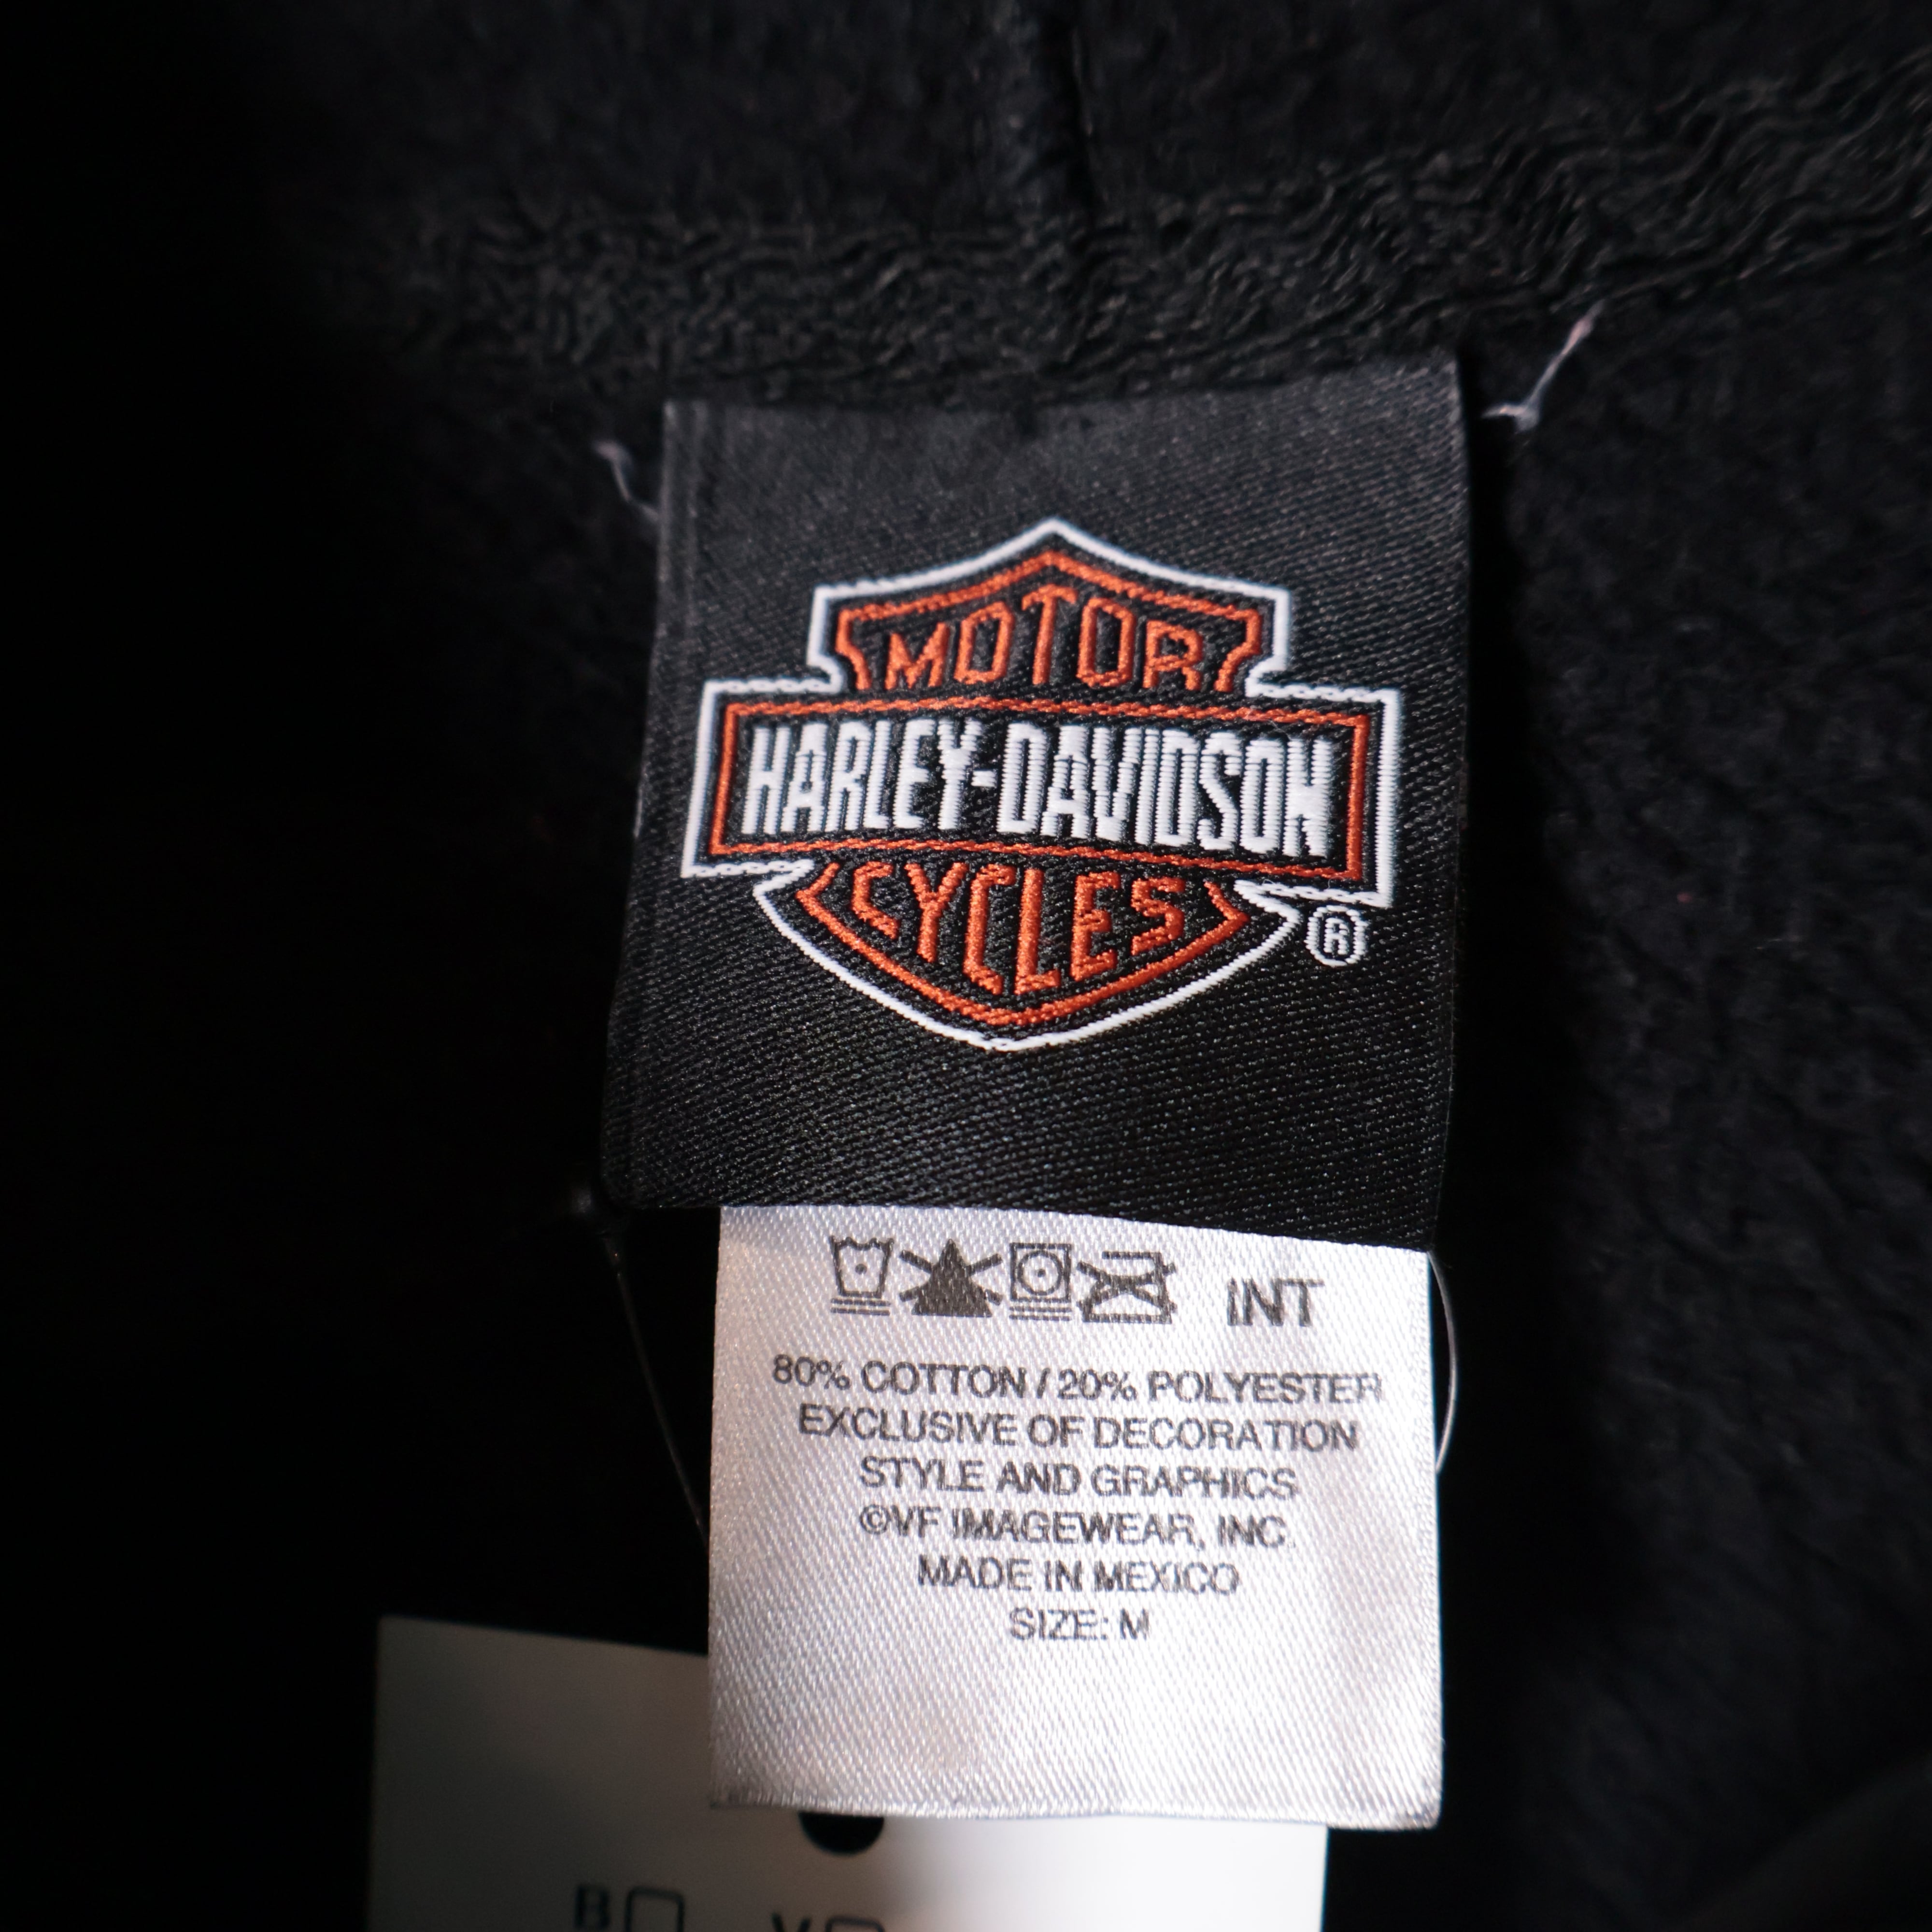 MOTOR
HARLEY-DAVIDSON
CYCLES
®
INT
80% COTTON / 20% POLYESTER
EXCLUSIVE OF DECORATION
STYLE AND GRAPHICS
©VF IMAGEWEAR, INC.
MADE IN MEXICO
SIZE: M
B